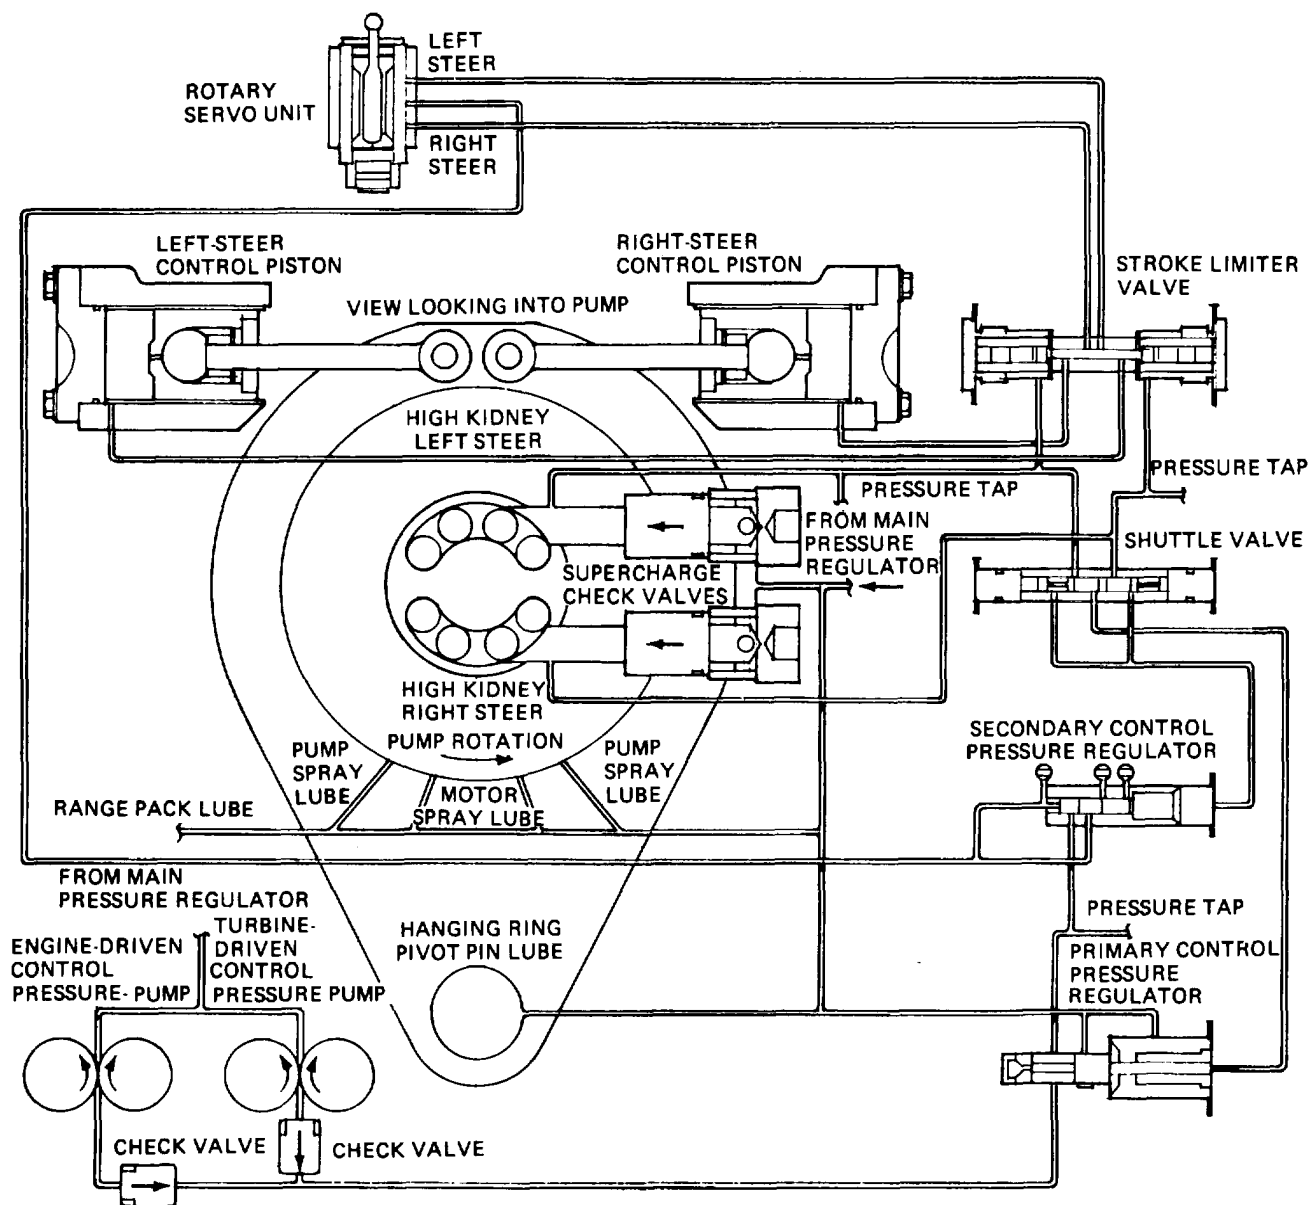 LEFT
STEER
ROTARY
SERVO UNIT
RIGHT
STEER
LEFT-STEER
CONTROL PISTON
RIGHT-STEER
CONTROL PISTON
STROKE LIMITER
VALVE
VIEW LOOKING INTO PUMP
HIGH KIDNEY
LEFT STEER
PRESSURE TAP
PRESSURE TAP
FROM MAIN
PRESSURE
REGULATOR
SHUTTLE VALVE
SUPERCHARGE
CHECK VALVES
HIGH KIDNEY
RIGHT STEER
PUMP ROTATION
SECONDARY CONTROL
PRESSURE REGULATOR
PUMP
SPRAY
LUBE
PUMP
SPRAY
LUBE
MOTOR
SPRAY LUBE
RANGE PACK LUBE
FROM MAIN
PRESSURE REGULATOR
ENGINE-DRIVEN
CONTROL
PRESSURE- PUMP
TURBINE-
DRIVEN
CONTROL
PRESSURE PUMP
HANGING RING
PIVOT PIN LUBE
PRESSURE TAP
PRIMARY CONTROL
PRESSURE
REGULATOR
CHECK VALVE
CHECK VALVE